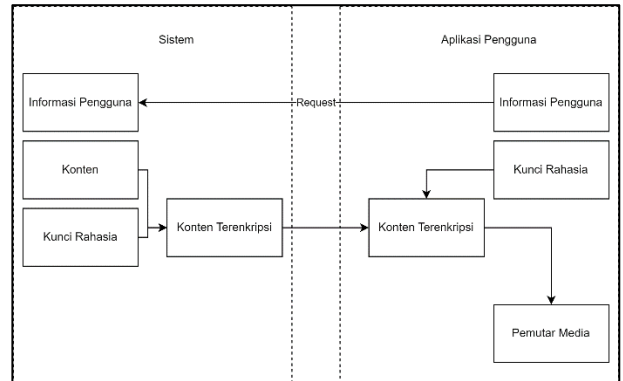 Sistem
Aplikasi Pengguna
Informasi Pengguna
Request
Informasi Pengguna
Konten
Kunci Rahasia
Kunci Rahasia
Konten Terenkripsi
Konten Terenkripsi
Pemutar Media